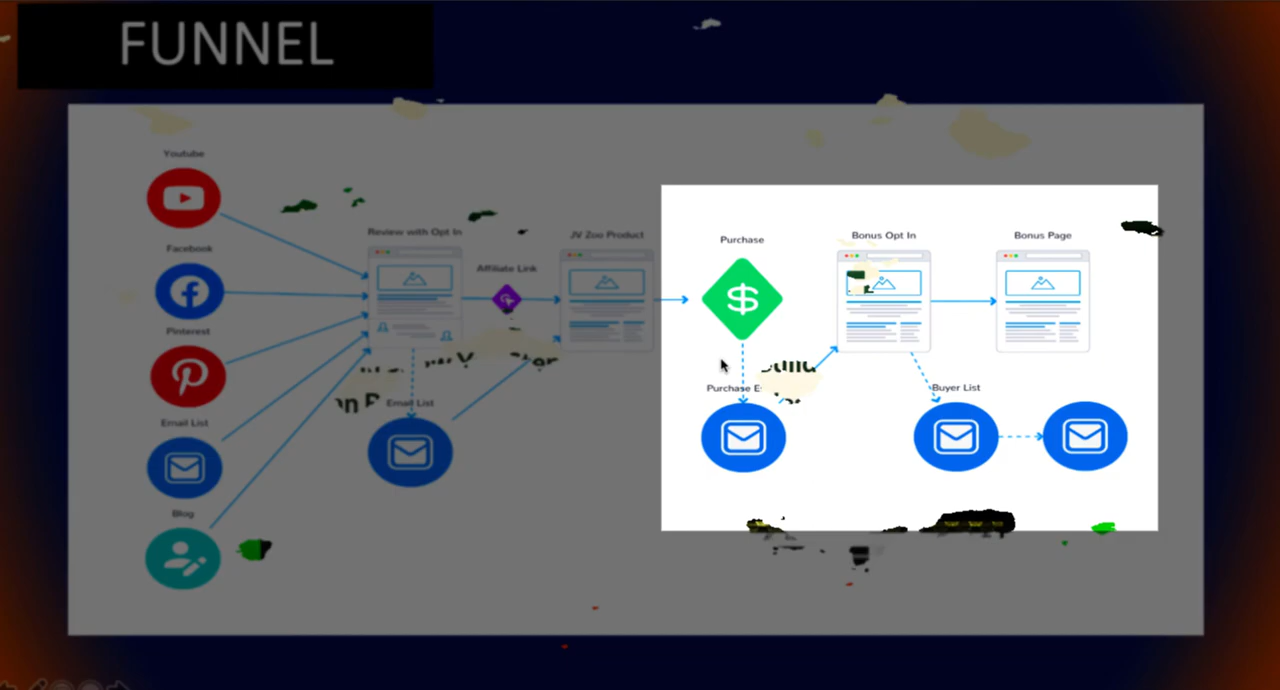 FUNNEL
Youtube
Facebook
Pinterest
Email List
Blog
Review with Opt In
Affiliate Link
JV Zoo Product
Email List
Purchase
Purchase E
Bonus Opt In
Bonus Page
Buyer List